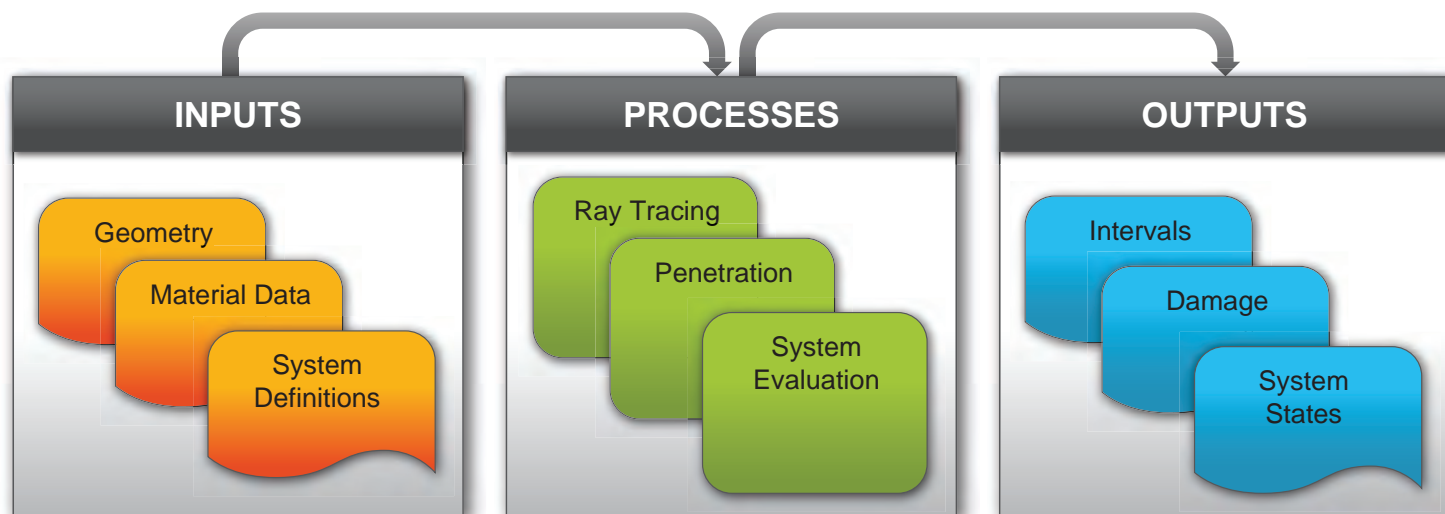 INPUTS
Geometry
Material Data
System
Definitions
PROCESSES
Ray Tracing
Penetration
System
Evaluation
OUTPUTS
Intervals
Damage
System
States